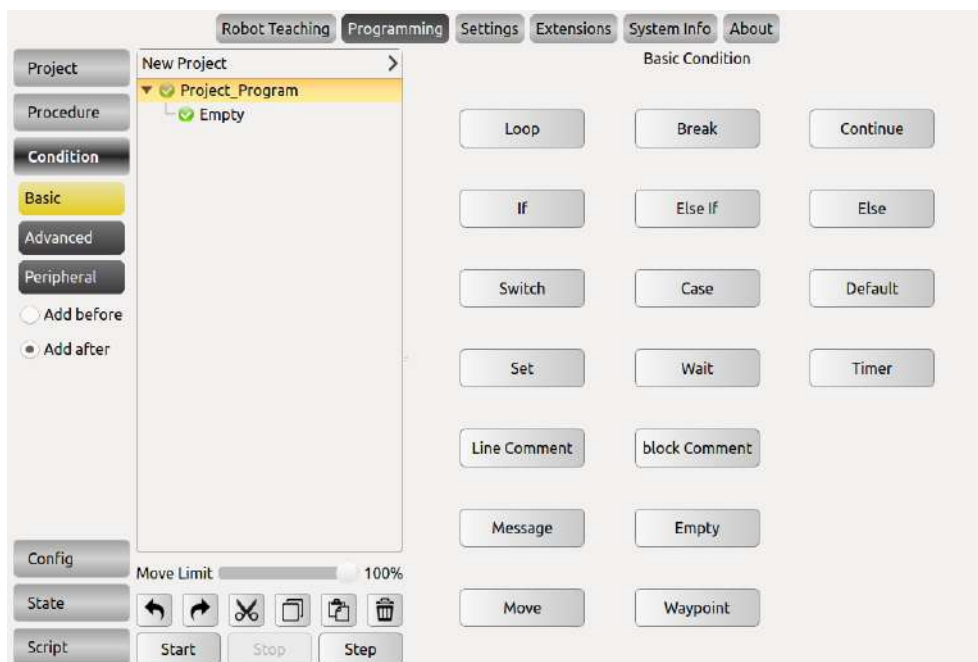 Robot Teaching Programming Settings Extensions System Info About
Project
Procedure
Condition
Basic
Advanced
Peripheral
Add before
Add after
Config
State
Script
New Project >
Project_Program
Empty
Move Limit 100%
Start Stop Step
Basic Condition
Loop Break Continue
If Else If Else
Switch Case Default
Set Wait Timer
Line Comment block Comment
Message Empty
Move Waypoint